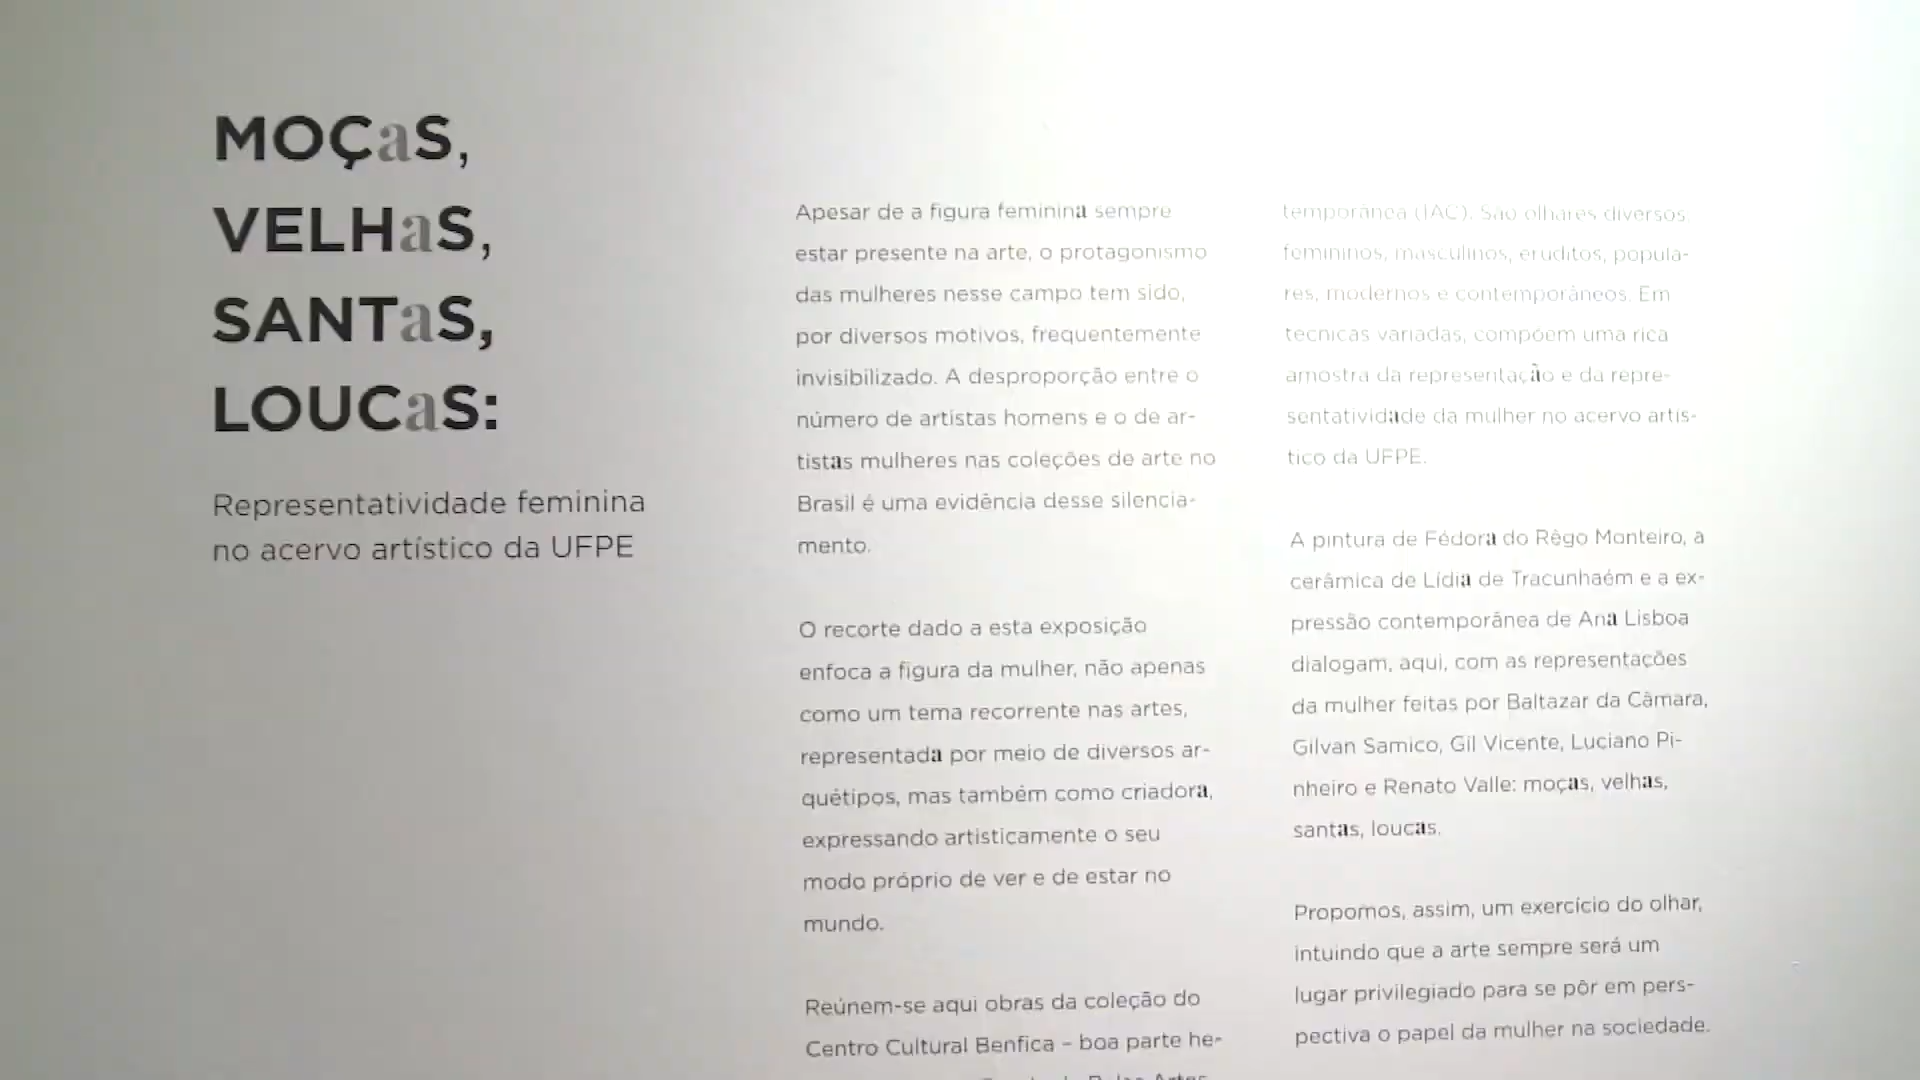 MOÇaS,
VELHaS,
SANTaS,
LOUCaS:
Representatividade feminina
no acervo artístico da UFPE
Apesar de a figura feminina sempre
estar presente na arte, o protagonismo
das mulheres nesse campo tem sido,
por diversos motivos, frequentemente
invisibilizado. A desproporção entre o
número de artistas homens e o de ar-
tistas mulheres nas coleções de arte no
Brasil é uma evidência desse silencia-
mento.
O recorte dado a esta exposição
enfoca a figura da mulher, não apenas
como um tema recorrente nas artes,
representada por meio de diversos ar-
quétipos, mas também como criadora,
expressando artisticamente o seu
modo próprio de ver e de estar no
mundo.
Reúnem-se aqui obras da coleção do
Centro Cultural Benfica – boa parte he-
temporânea (IAC). São olhares diversos,
femininos, masculinos, eruditos, popula-
res, modernos e contemporâneos. Em
técnicas variadas, compõem uma rica
amostra da representação e da repre-
sentatividade da mulher no acervo artís-
tico da UFPE.
A pintura de Fédora do Rêgo Monteiro, a
cerâmica de Lídia de Tracunhaém e a ex-
pressão contemporânea de Ana Lisboa
dialogam, aqui, com as representações
da mulher feitas por Baltazar da Câmara,
Gilvan Samico, Gil Vicente, Luciano Pi-
nheiro e Renato Valle: moças, velhas,
santas, loucas.
Propomos, assim, um exercício do olhar,
intuindo que a arte sempre será um
lugar privilegiado para se pôr em pers-
pectiva o papel da mulher na sociedade.